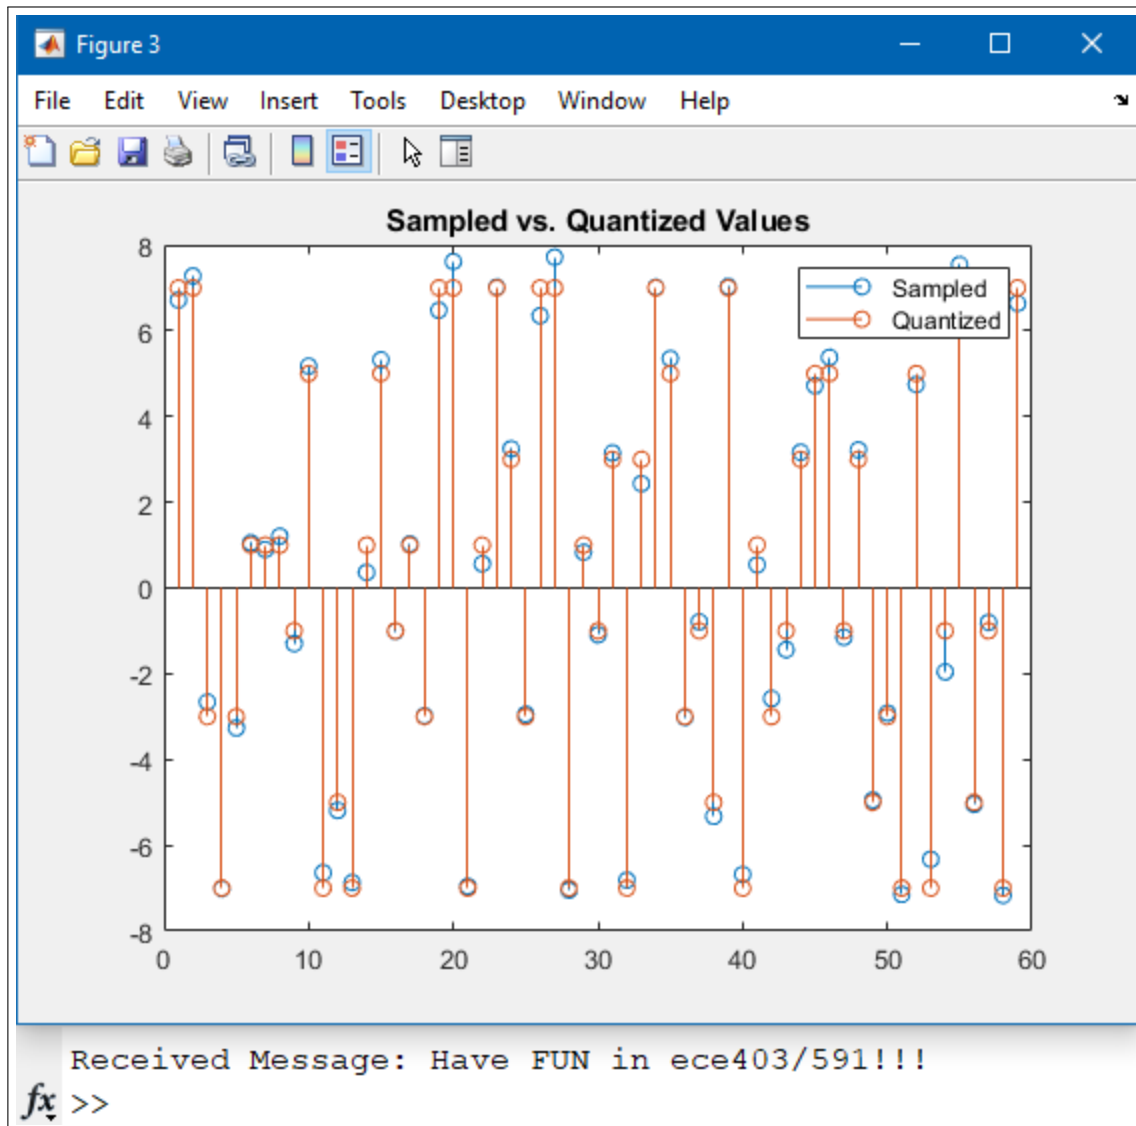 Figure 3
File Edit View Insert Tools Desktop Window Help
Sampled vs. Quantized Values
8
Sampled
Quantized
6
4
2
0
-2
-4
-6
-8
0 10 20 30 40 50 60
Received Message: Have FUN in ece403/591!!!
fx >>